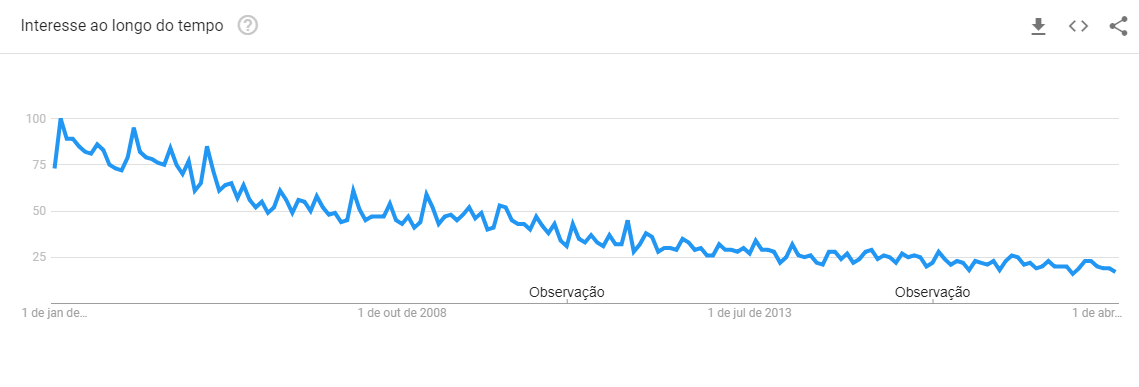 Interesse ao longo do tempo
100
75
50
25
Observação
Observação
1 de jan de...
1 de out de 2008
1 de jul de 2013
1 de abr...